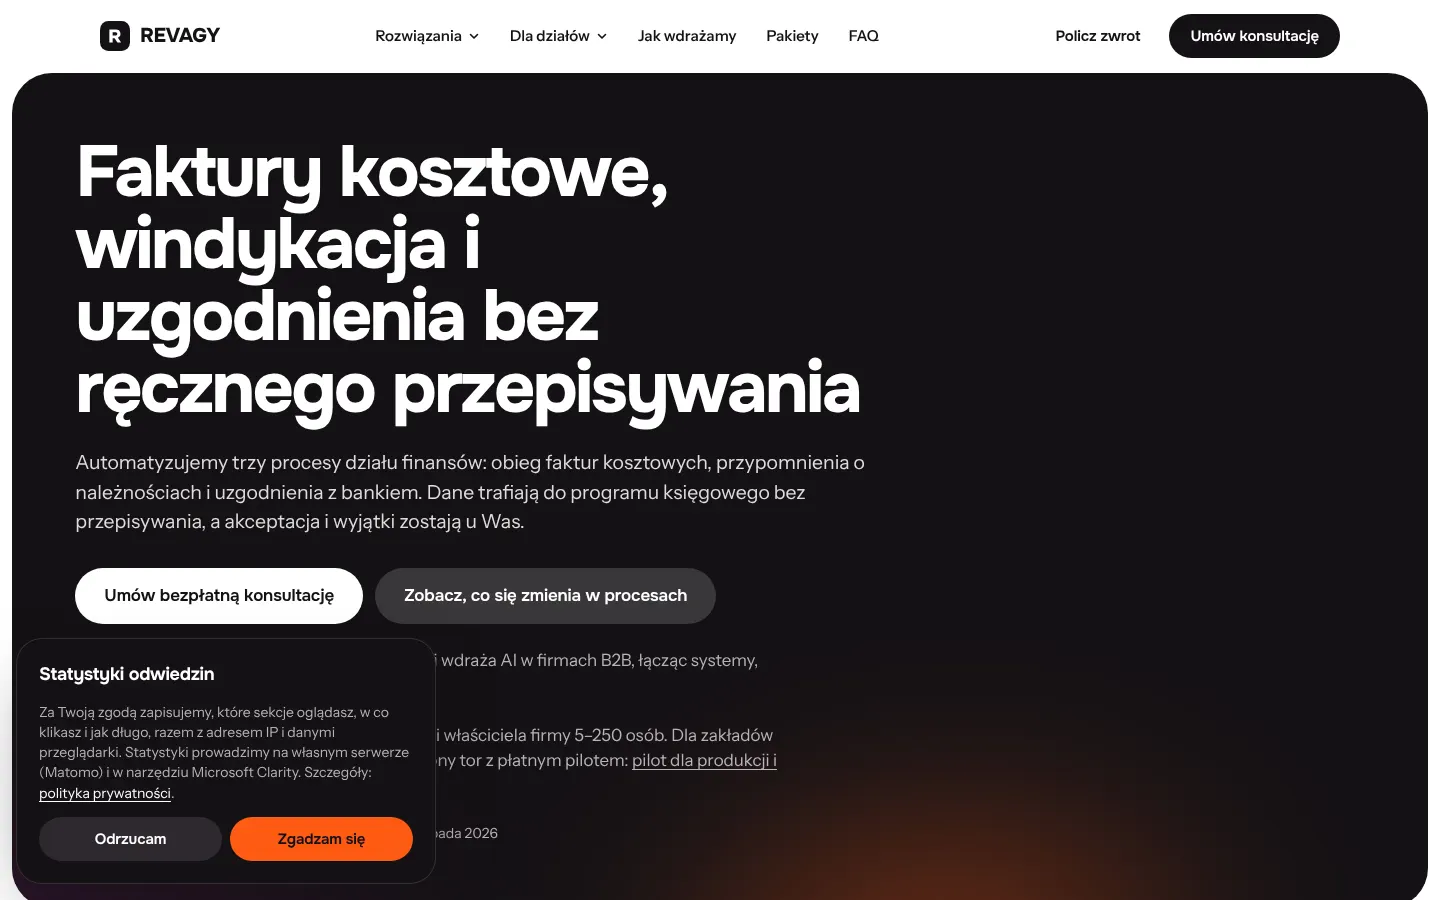 R REVAGY
Rozwiązania
Dla działów
Jak wdrażamy
Pakiety
FAQ
Policz zwrot
Umów konsultację
Faktury kosztowe,
windykacja i
uzgodnienia bez
ręcznego przepisywania
Automatyzujemy trzy procesy działu finansów: obieg faktur kosztowych, przypomnienia o
należnościach i uzgodnienia z bankiem. Dane trafiają do programu księgowego bez
przepisywania, a akceptacja i wyjątki zostają u Was.
Umów bezpłatną konsultację
Zobacz, co się zmienia w procesach
i wdraża AI w firmach B2B, łącząc systemy,
i właściciela firmy 5–250 osób. Dla zakładów
tor z płatnym pilotem: pilot dla produkcji i
2026
Statystyki odwiedzin
Za Twoją zgodą zapisujemy, które sekcje oglądasz, w co
klikasz i jak długo, razem z adresem IP i danymi
przeglądarki. Statystyki prowadzimy na własnym serwerze
(Matomo) i w narzędziu Microsoft Clarity. Szczegóły:
polityka prywatności.
Odrzucam
Zgadzam się